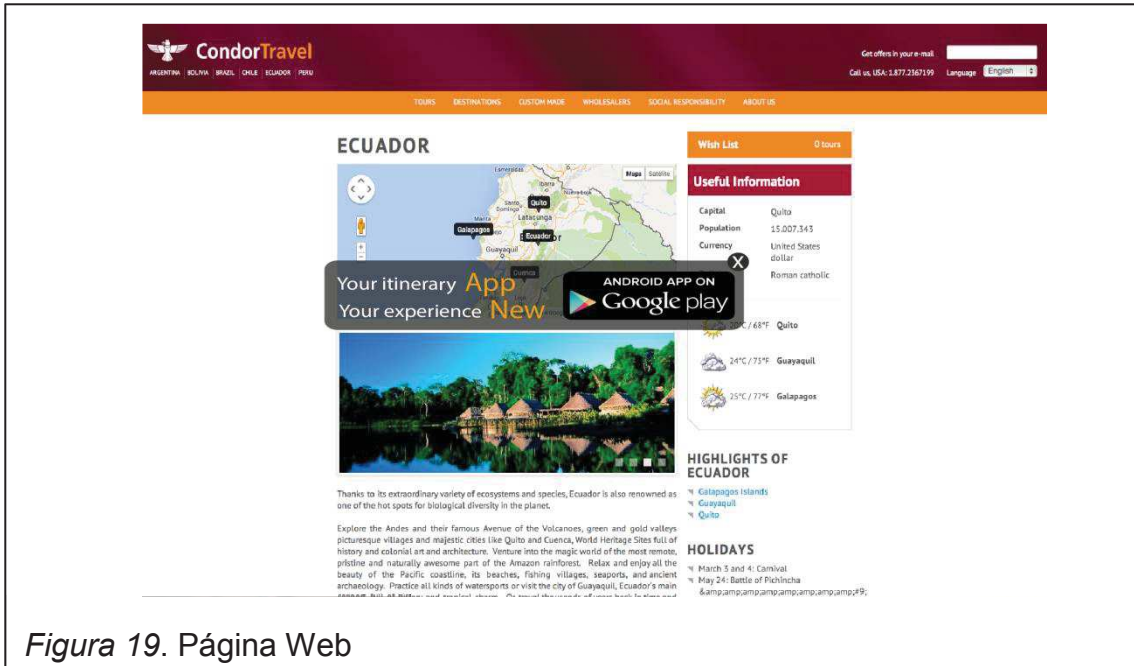 CondorTravel
ARGENTINA | BOLIVIA | BRAZIL | CHILE | ECUADOR | PERU
Get offers in your e-mail
Call us, USA: 1.877.2367199 Language English
TOURS DESTINATIONS CUSTOM MADE WHOLESALERS SOCIAL RESPONSIBILITY ABOUT US
ECUADOR
Mapa Satélite
Esmeraldas
Ibarra
Santo Domingo
Quito
Manta
Latacunga
Galapagos
Ecuador
Guayaquil
Cuenca
Your itinerary App
Your experience New
ANDROID APP ON
Google play
X
Wish List 0 tours
Useful Information
Capital Quito
Population 15.007.343
Currency United States
dollar
Roman catholic
20°C / 68°F Quito
24°C / 75°F Guayaquil
25°C / 77°F Galapagos
Thanks to its extraordinary variety of ecosystems and species, Ecuador is also renowned as
one of the hot spots for biological diversity in the planet.
Explore the Andes and their famous Avenue of the Volcanoes, green and gold valleys
picturesque villages and majestic cities like Quito and Cuenca, World Heritage Sites full of
history and colonial art and architecture. Venture into the magic world of the most remote,
pristine and naturally awesome part of the Amazon rainforest. Relax and enjoy all the
beauty of the Pacific coastline, its beaches, fishing villages, seaports, and ancient
archaeology. Practice all kinds of watersports or visit the city of Guayaquil, Ecuador's main
HIGHLIGHTS OF
ECUADOR
Galapagos Islands
Guayaquil
Quito
HOLIDAYS
March 3 and 4: Carnival
May 24: Battle of Pichincha
&amp;amp;amp;amp;amp;amp;amp;amp;#9;
Figura 19. Página Web